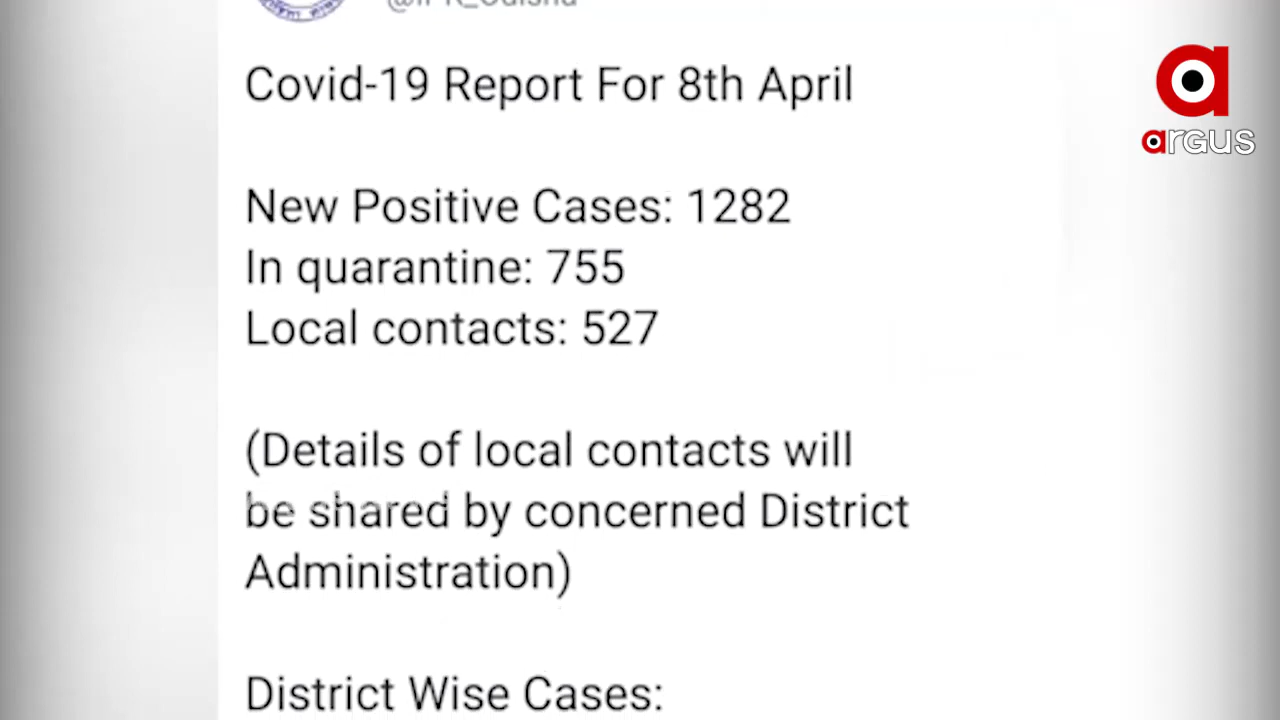 Covid-19 Report For 8th April
New Positive Cases: 1282
In quarantine: 755
Local contacts: 527
(Details of local contacts will
be shared by concerned District
Administration)
District Wise Cases:
argus